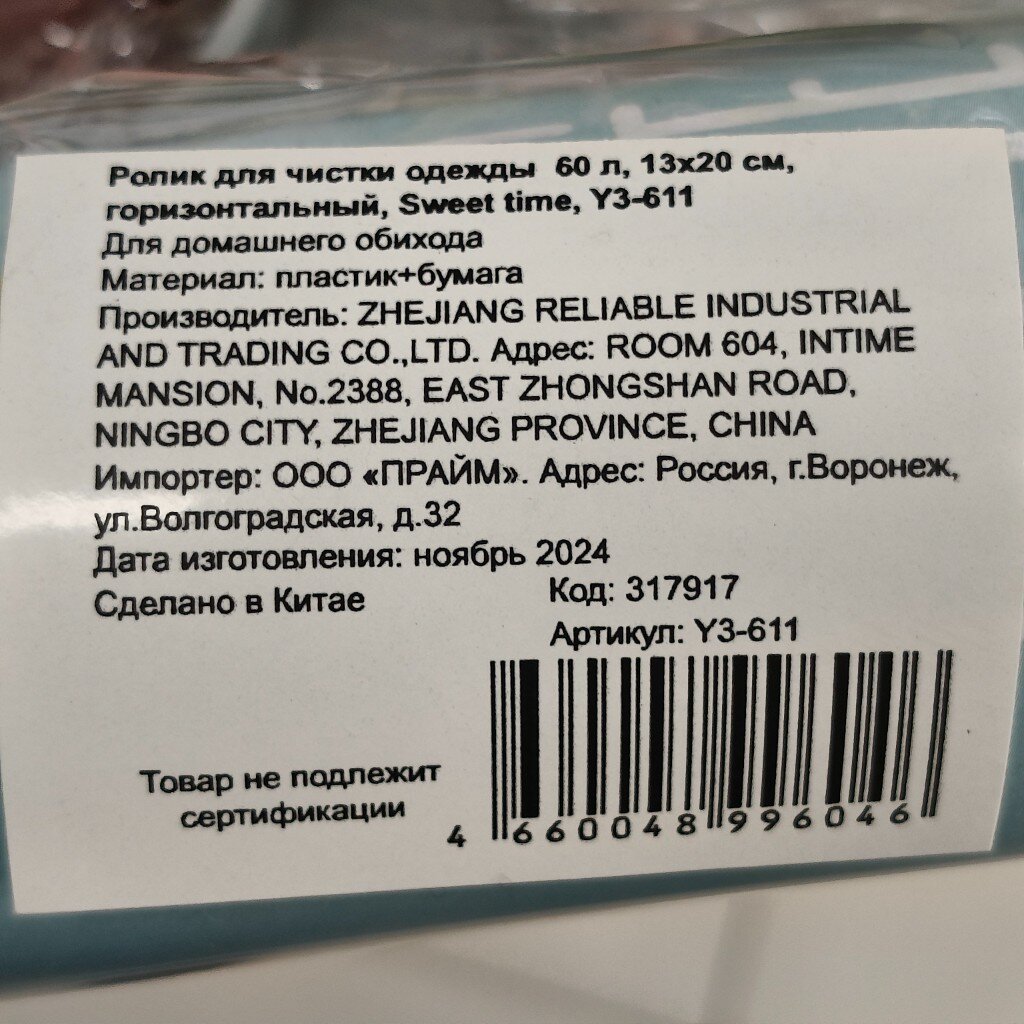 Ролик для чистки одежды 60 л, 13х20 см,
горизонтальный, Sweet time, Y3-611
Для домашнего обихода
Материал: пластик+бумага
Производитель: ZHEJIANG RELIABLE INDUSTRIAL
AND TRADING CO.,LTD. Адрес: ROOM 604, INTIME
MANSION, No.2388, EAST ZHONGSHAN ROAD,
NINGBO CITY, ZHEJIANG PROVINCE, CHINA
Импортер: ООО «ПРАЙМ». Адрес: Россия, г.Воронеж,
ул.Волгоградская, д.32
Дата изготовления: ноябрь 2024
Сделано в Китае
Код: 317917
Артикул: Y3-611
Товар не подлежит
сертификации
4 660048 996046